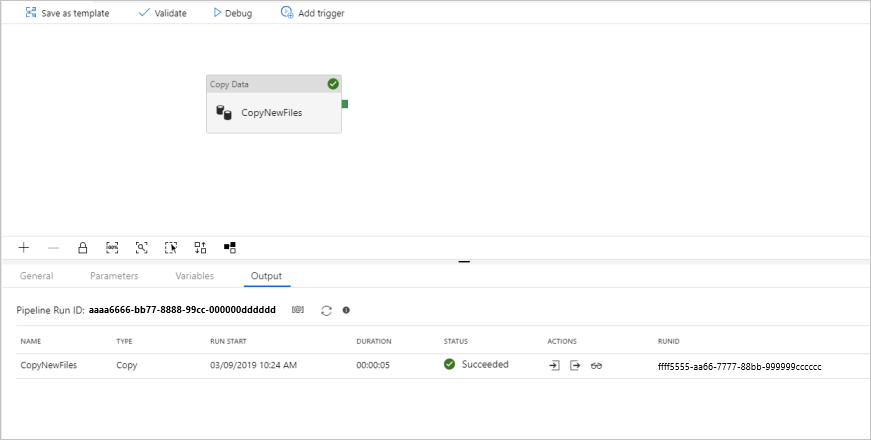 Save as template Validate Debug Add trigger
Copy Data
CopyNewFiles
100%
General Parameters Variables Output
Pipeline Run ID: aaaa6666-bb77-8888-99cc-000000dddddd
NAME TYPE RUN START DURATION STATUS ACTIONS RUNID
CopyNewFiles Copy 03/09/2019 10:24 AM 00:00:05 Succeeded ffff5555-aa66-7777-88bb-999999cccccc